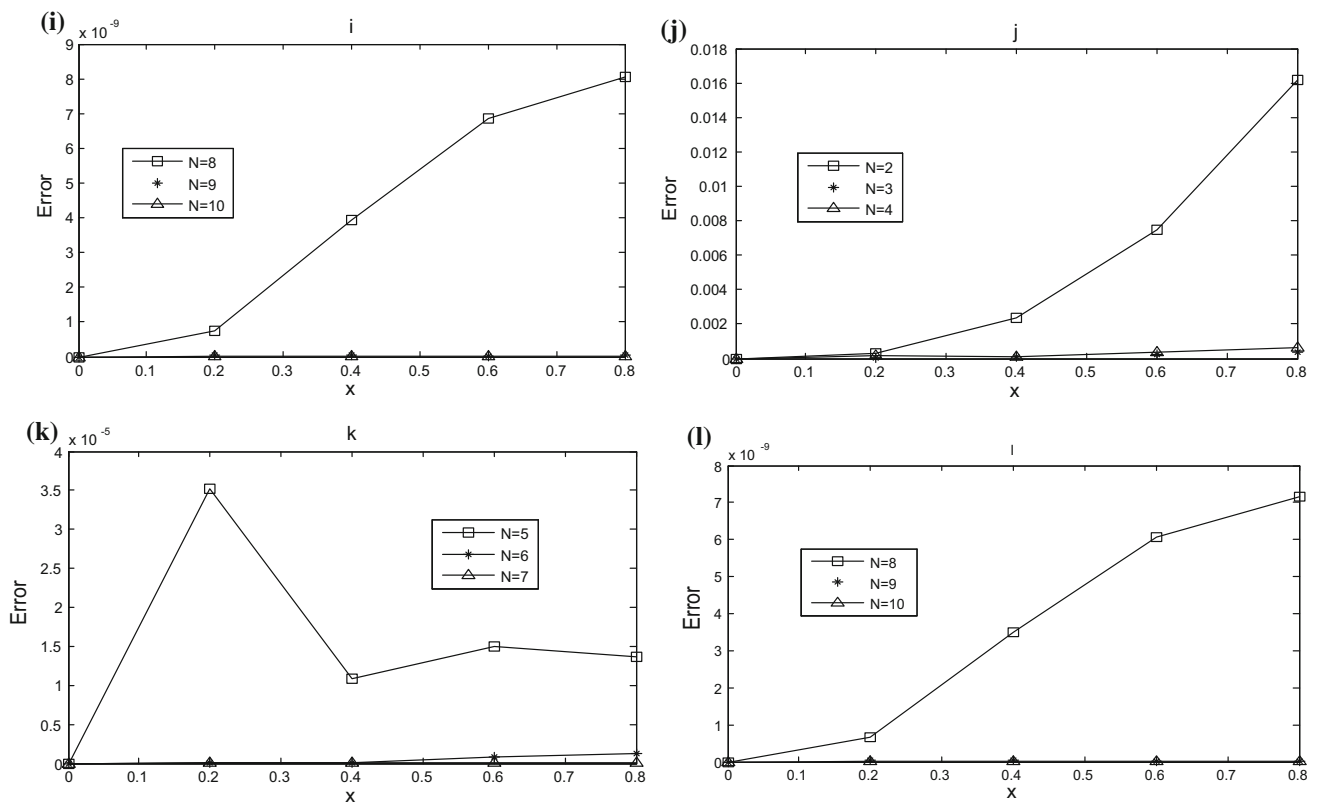 (i)
x 10 -9
i
9
8
7
6
5
4
3
2
1
0
Error
N=8
N=9
N=10
0 0.1 0.2 0.3 0.4 0.5 0.6 0.7 0.8
x
(j)
j
0.018
0.016
0.014
0.012
0.01
0.008
0.006
0.004
0.002
0
Error
N=2
N=3
N=4
0 0.1 0.2 0.3 0.4 0.5 0.6 0.7 0.8
x
(k)
x 10 -5
k
4
3.5
3
2.5
2
1.5
1
0.5
0
Error
N=5
N=6
N=7
0 0.1 0.2 0.3 0.4 0.5 0.6 0.7 0.8
x
(l)
x 10 -9
l
8
7
6
5
4
3
2
1
0
Error
N=8
N=9
N=10
0 0.1 0.2 0.3 0.4 0.5 0.6 0.7 0.8
x